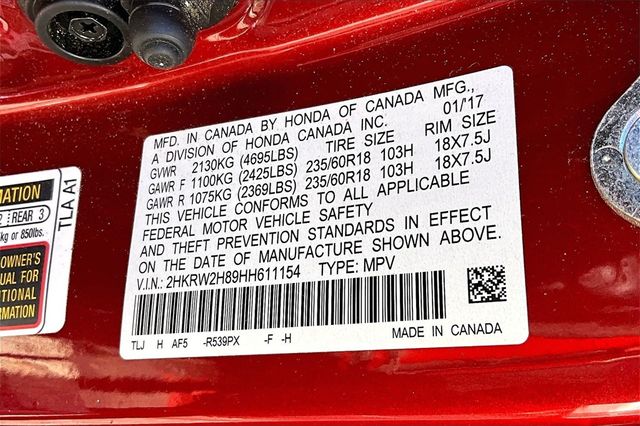 MFD. IN CANADA BY HONDA OF CANADA MFG.,
A DIVISION OF HONDA CANADA INC. 01/'17
GVWR 2130KG (4695LBS) TIRE SIZE RIM SIZE
GAWR F 1100KG (2425LBS) 235/60R18 103H 18X7.5J
GAWR R 1075KG (2369LBS) 235/60R18 103H 18X7.5J
THIS VEHICLE CONFORMS TO ALL APPLICABLE
FEDERAL MOTOR VEHICLE SAFETY
AND THEFT PREVENTION STANDARDS IN EFFECT
ON THE DATE OF MANUFACTURE SHOWN ABOVE.
V.I.N.: 2HKRW2H89HH611154 TYPE: MPV
TLJ H AF5 -R539PX -F -H MADE IN CANADA
MATION
2 REAR 3
kg or 850lbs.
OWNER'S
UAL FOR
TIONAL
RMATION
TLA A1